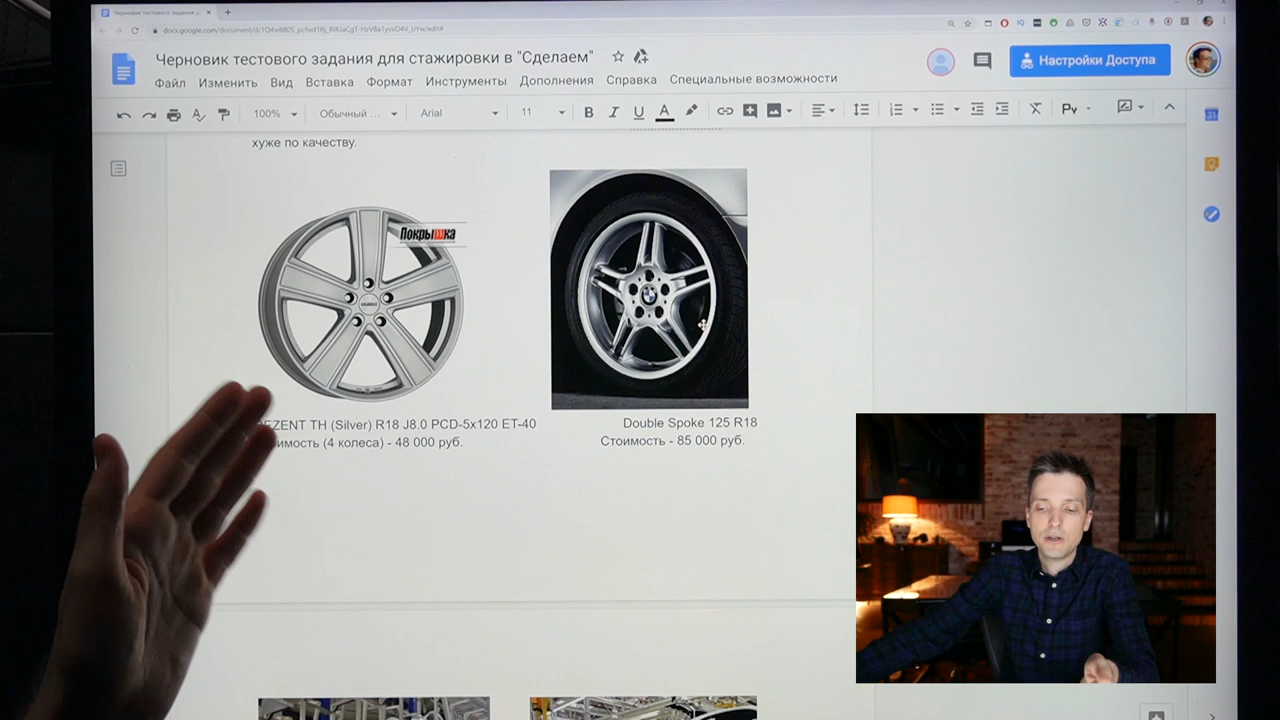 Черновик тестового задания для стажировки в "Сделаем"
Настройки Доступа
Файл Изменить Вид Вставка Формат Инструменты Дополнения Справка Специальные возможности
100% Обычный ... Arial 11 B I U A
хуже по качеству.
Покрышка
EZENT TH (Silver) R18 J8.0 PCD-5x120 ET-40
имость (4 колеса) - 48 000 руб.
Double Spoke 125 R18
Стоимость - 85 000 руб.